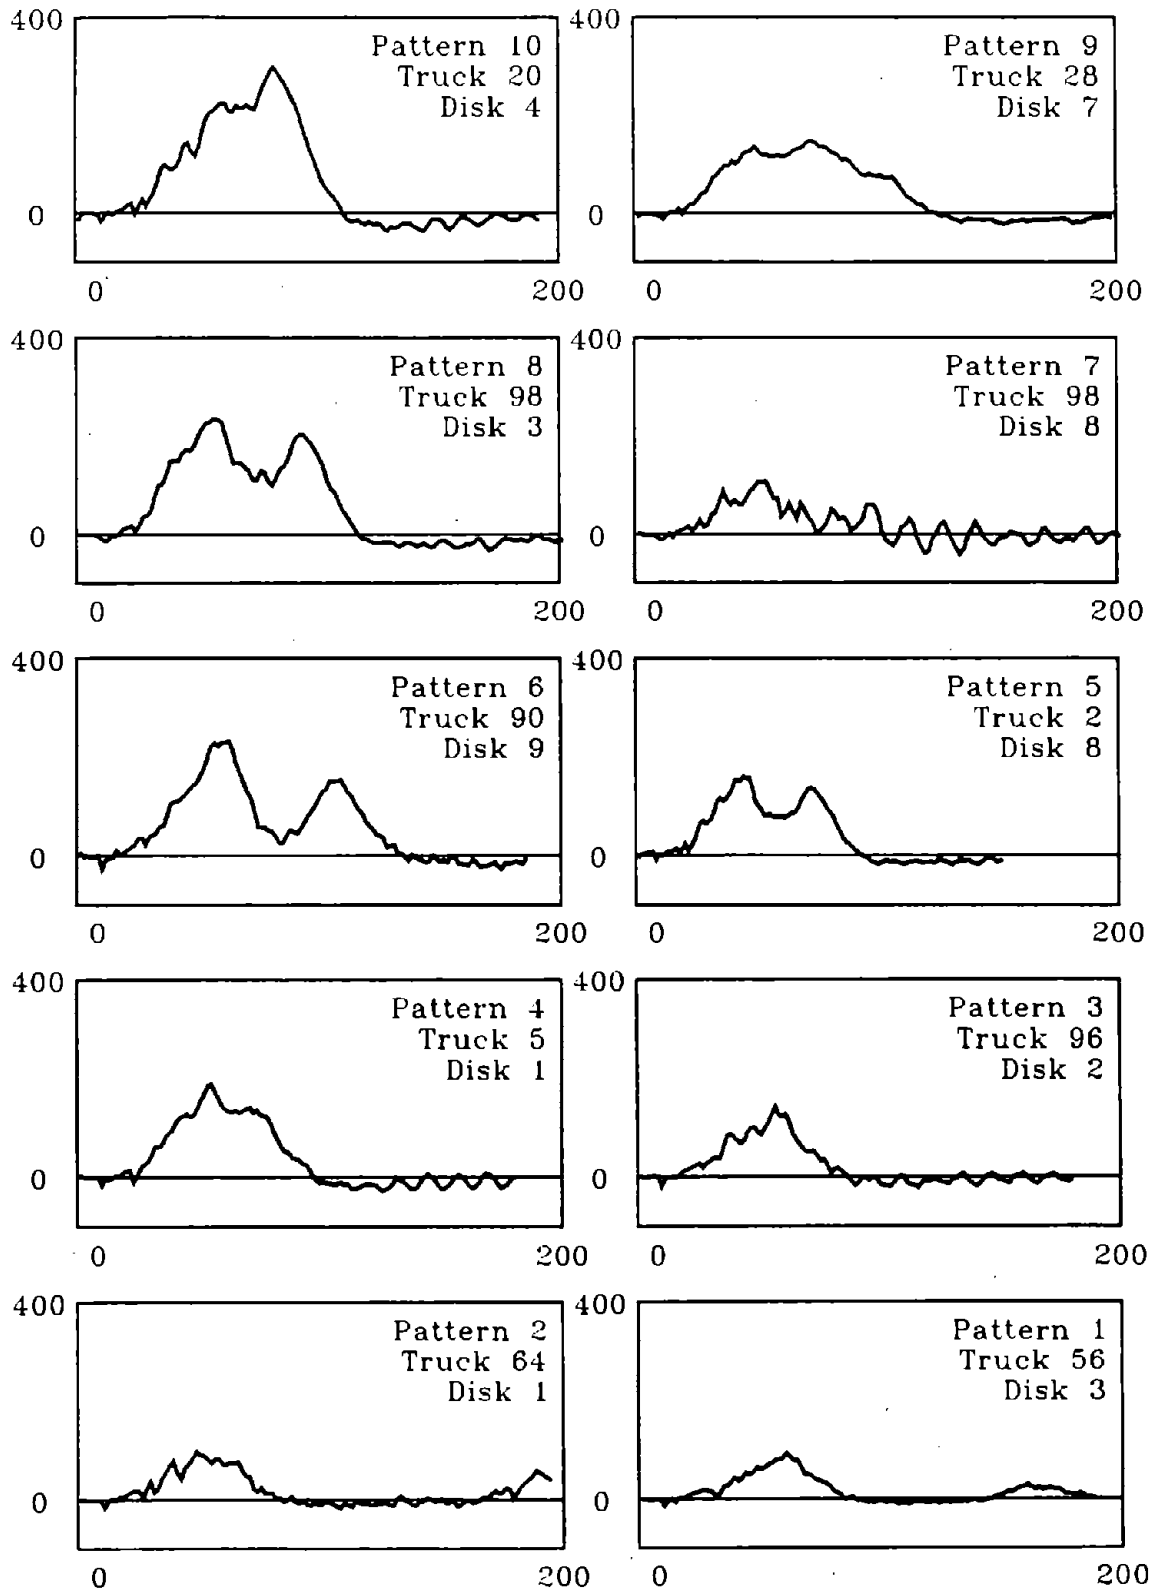 400
Pattern 10
Truck 20
Disk 4
0
0
200
400
Pattern 9
Truck 28
Disk 7
0
0
200
400
Pattern 8
Truck 98
Disk 3
0
0
200
400
Pattern 7
Truck 98
Disk 8
0
0
200
400
Pattern 6
Truck 90
Disk 9
0
0
200
400
Pattern 5
Truck 2
Disk 8
0
0
200
400
Pattern 4
Truck 5
Disk 1
0
0
200
400
Pattern 3
Truck 96
Disk 2
0
0
200
400
Pattern 2
Truck 64
Disk 1
0
0
200
400
Pattern 1
Truck 56
Disk 3
0
0
200